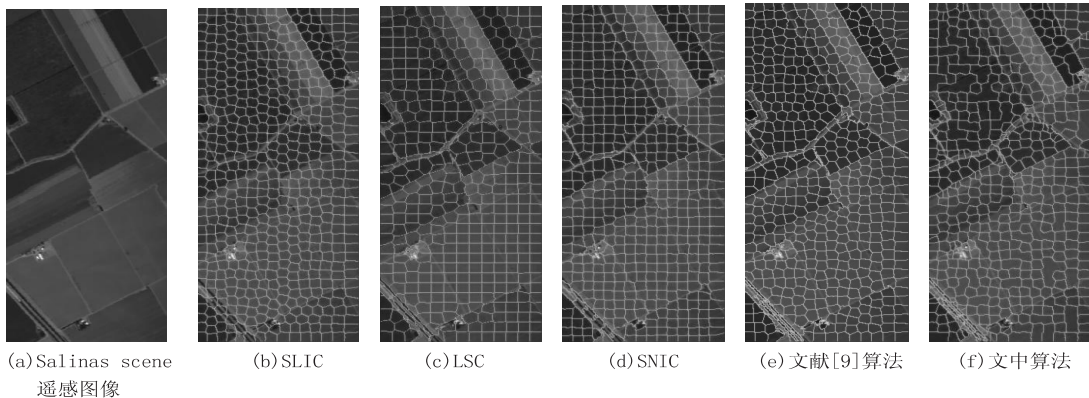 (a)Salinas scene
遥感图像
(b)SLIC
(c)LSC
(d)SNIC
(e)文献[9]算法
(f)文中算法